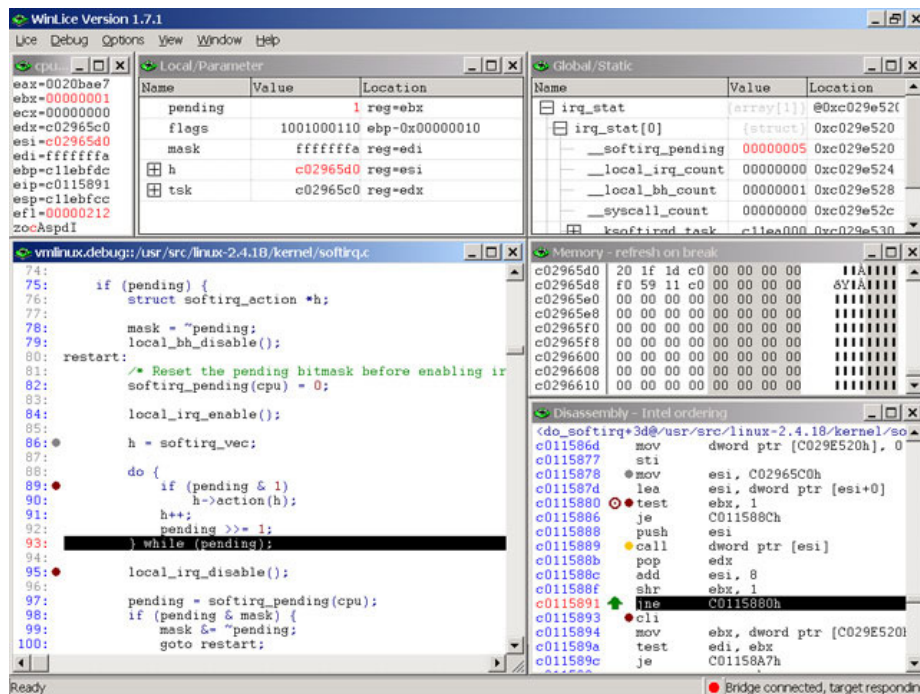 WinLice Version 1.7.1
Lice Debug Options View Window Help
cpu...
eax=0020bae7
ebx=00000001
ecx=00000000
edx=c02965c0
esi=c02965d0
edi=fffffffa
ebp=c11ebfdc
eip=c0115891
esp=c11ebfcc
efl=00000212
zocAspdI
Local/Parameter
Name Value Location
pending 1 reg=ebx
flags 1001000110 ebp-0x00000010
mask fffffffa reg=edi
h c02965d0 reg=esi
tsk c02965c0 reg=edx
Global/Static
Name Value Location
irq_stat {array[1]} @0xc029e520
irq_stat[0] {struct} 0xc029e520
__softirq_pending 00000005 0xc029e520
__local_irq_count 00000000 0xc029e524
__local_bh_count 00000001 0xc029e528
__syscall_count 00000000 0xc029e52c
__ksoftirqd_task c11ea000 0xc029e530
vmlinux.debug::/usr/src/linux-2.4.18/kernel/softirq.c
74:
75: if (pending) {
76: struct softirq_action *h;
77:
78: mask = ~pending;
79: local_bh_disable();
80: restart:
81: /* Reset the pending bitmask before enabling ir
82: softirq_pending(cpu) = 0;
83:
84: local_irq_enable();
85:
86: h = softirq_vec;
87:
88: do {
89: if (pending & 1)
90: h->action(h);
91: h++;
92: pending >>= 1;
93: } while (pending);
94:
95: local_irq_disable();
96:
97: pending = softirq_pending(cpu);
98: if (pending & mask) {
99: mask &= ~pending;
100: goto restart;
Memory - refresh on break
c02965d0 20 1f 1d c0 00 00 00 00
c02965d8 f0 59 11 c0 00 00 00 00
c02965e0 00 00 00 00 00 00 00 00
c02965e8 00 00 00 00 00 00 00 00
c02965f0 00 00 00 00 00 00 00 00
c02965f8 00 00 00 00 00 00 00 00
c0296600 00 00 00 00 00 00 00 00
c0296608 00 00 00 00 00 00 00 00
c0296610 00 00 00 00 00 00 00 00
Disassembly - Intel ordering
<do_softirq+3d@/usr/src/linux-2.4.18/kernel/so
c011586d mov dword ptr [C029E520h], 0
c0115877 sti
c0115878 mov esi, C02965C0h
c011587d lea esi, dword ptr [esi+0]
c0115880 test ebx, 1
c0115886 je C011588Ch
c0115888 push esi
c0115889 call dword ptr [esi]
c011588b pop edx
c011588c add esi, 8
c011588f shr ebx, 1
c0115891 jne C0115880h
c0115893 cli
c0115894 mov ebx, dword ptr [C029E520h
c011589a test edi, ebx
c011589c je C01158A7h
Ready
Bridge connected, target respondin